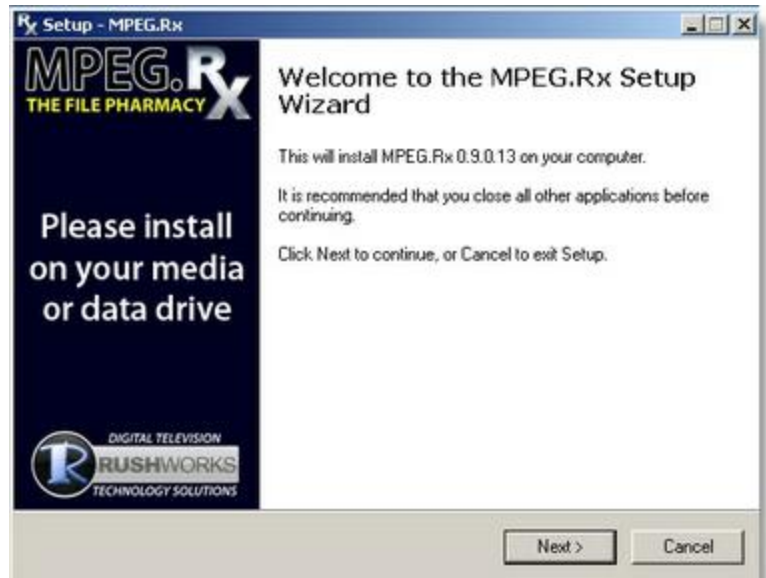 Rx Setup - MPEG.Rx
MPEG.Rx
THE FILE PHARMACY
Please install
on your media
or data drive
DIGITAL TELEVISION
R RUSHWORKS
TECHNOLOGY SOLUTIONS
Welcome to the MPEG.Rx Setup
Wizard
This will install MPEG.Rx 0.9.0.13 on your computer.
It is recommended that you close all other applications before
continuing.
Click Next to continue, or Cancel to exit Setup.
Next >
Cancel